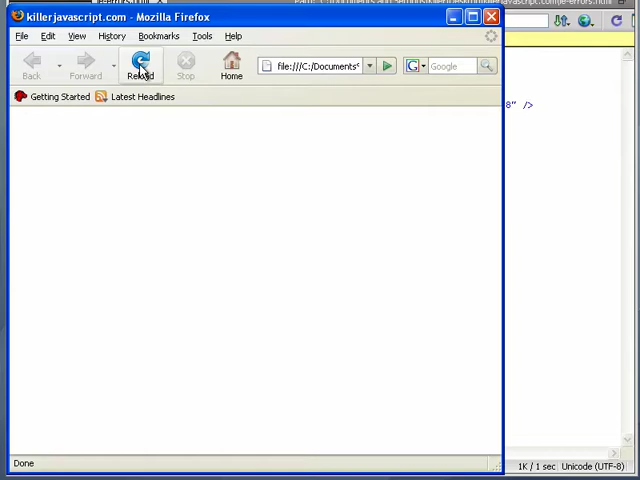 killerjavascript.com - Mozilla Firefox
File Edit View History Bookmarks Tools Help
Back Forward Reload Stop Home file:///C:/Documents% Google
Getting Started Latest Headlines
8" />
Done
1K / 1 sec Unicode (UTF-8)